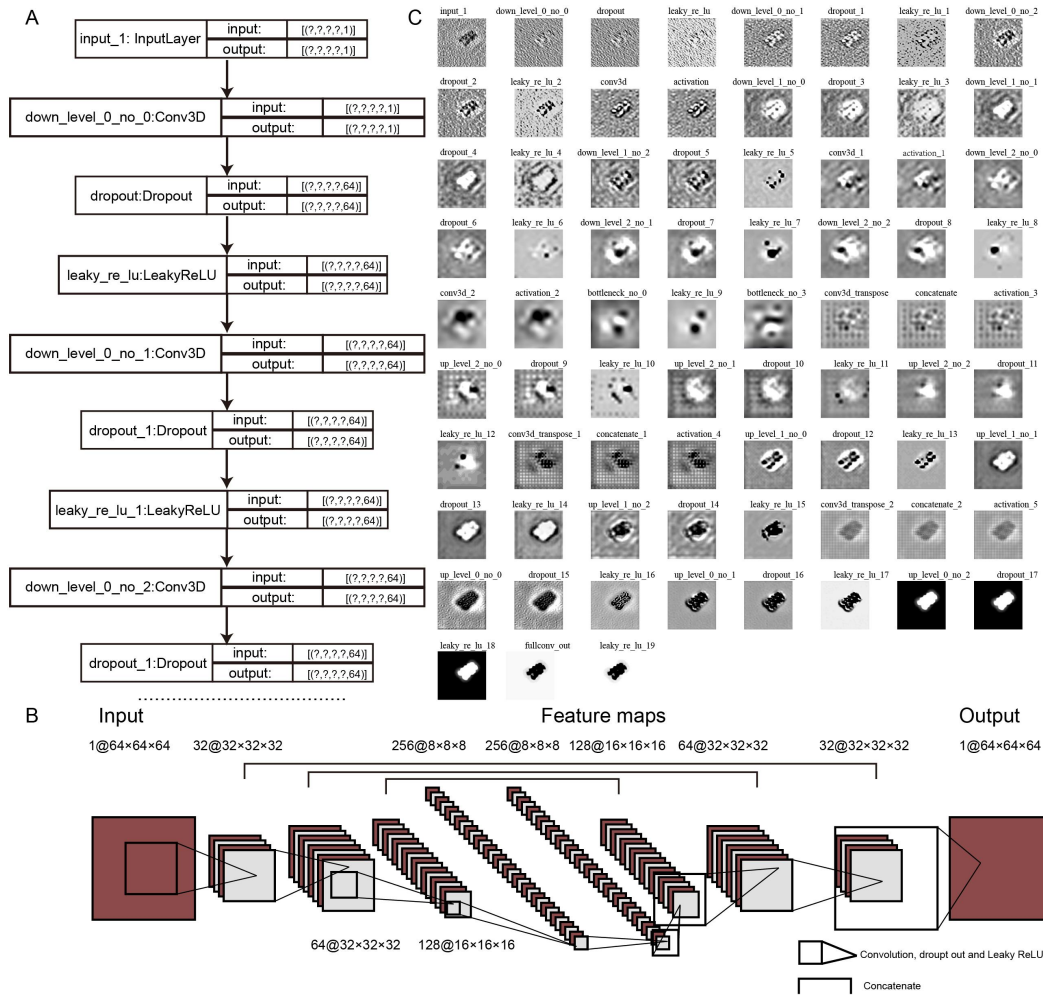 A
input_1: InputLayer
input: [(?,?,?,?,1)]
output: [(?,?,?,?,1)]
down_level_0_no_0:Conv3D
input: [(?,?,?,?,1)]
output: [(?,?,?,?,1)]
dropout:Dropout
input: [(?,?,?,?,64)]
output: [(?,?,?,?,64)]
leaky_re_lu:LeakyReLU
input: [(?,?,?,?,64)]
output: [(?,?,?,?,64)]
down_level_0_no_1:Conv3D
input: [(?,?,?,?,64)]
output: [(?,?,?,?,64)]
dropout_1:Dropout
input: [(?,?,?,?,64)]
output: [(?,?,?,?,64)]
leaky_re_lu_1:LeakyReLU
input: [(?,?,?,?,64)]
output: [(?,?,?,?,64)]
down_level_0_no_2:Conv3D
input: [(?,?,?,?,64)]
output: [(?,?,?,?,64)]
dropout_1:Dropout
input: [(?,?,?,?,64)]
output: [(?,?,?,?,64)]
C
input_1 down_level_0_no_0 dropout leaky_re_lu down_level_0_no_1 dropout_1 leaky_re_lu_1 down_level_0_no_2
dropout_2 leaky_re_lu_2 conv3d activation down_level_1_no_0 dropout_3 leaky_re_lu_3 down_level_1_no_1
dropout_4 leaky_re_lu_4 down_level_1_no_2 dropout_5 leaky_re_lu_5 conv3d_1 activation_1 down_level_2_no_0
dropout_6 leaky_re_lu_6 down_level_2_no_1 dropout_7 leaky_re_lu_7 down_level_2_no_2 dropout_8 leaky_re_lu_8
conv3d_2 activation_2 bottleneck_no_0 leaky_re_lu_9 bottleneck_no_3 conv3d_transpose concatenate activation_3
up_level_2_no_0 dropout_9 leaky_re_lu_10 up_level_2_no_1 dropout_10 leaky_re_lu_11 up_level_2_no_2 dropout_11
leaky_re_lu_12 conv3d_transpose_1 concatenate_1 activation_4 up_level_1_no_0 dropout_12 leaky_re_lu_13 up_level_1_no_1
dropout_13 leaky_re_lu_14 up_level_1_no_2 dropout_14 leaky_re_lu_15 conv3d_transpose_2 concatenate_2 activation_5
up_level_0_no_0 dropout_15 leaky_re_lu_16 up_level_0_no_1 dropout_16 leaky_re_lu_17 up_level_0_no_2 dropout_17
leaky_re_lu_18 fullconv_out leaky_re_lu_19
B
Input Feature maps Output
1@64×64×64 32@32×32×32 256@8×8×8 256@8×8×8 128@16×16×16 64@32×32×32 32@32×32×32 1@64×64×64
64@32×32×32 128@16×16×16
Convolution, droupt out and Leaky ReLU
Concatenate